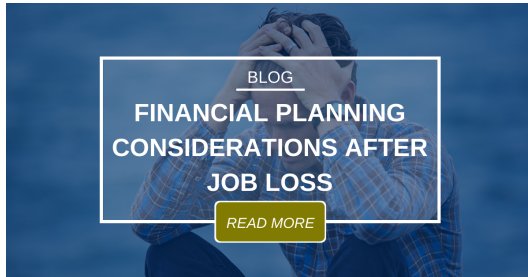 BLOG
FINANCIAL PLANNING
CONSIDERATIONS AFTER
JOB LOSS
READ MORE